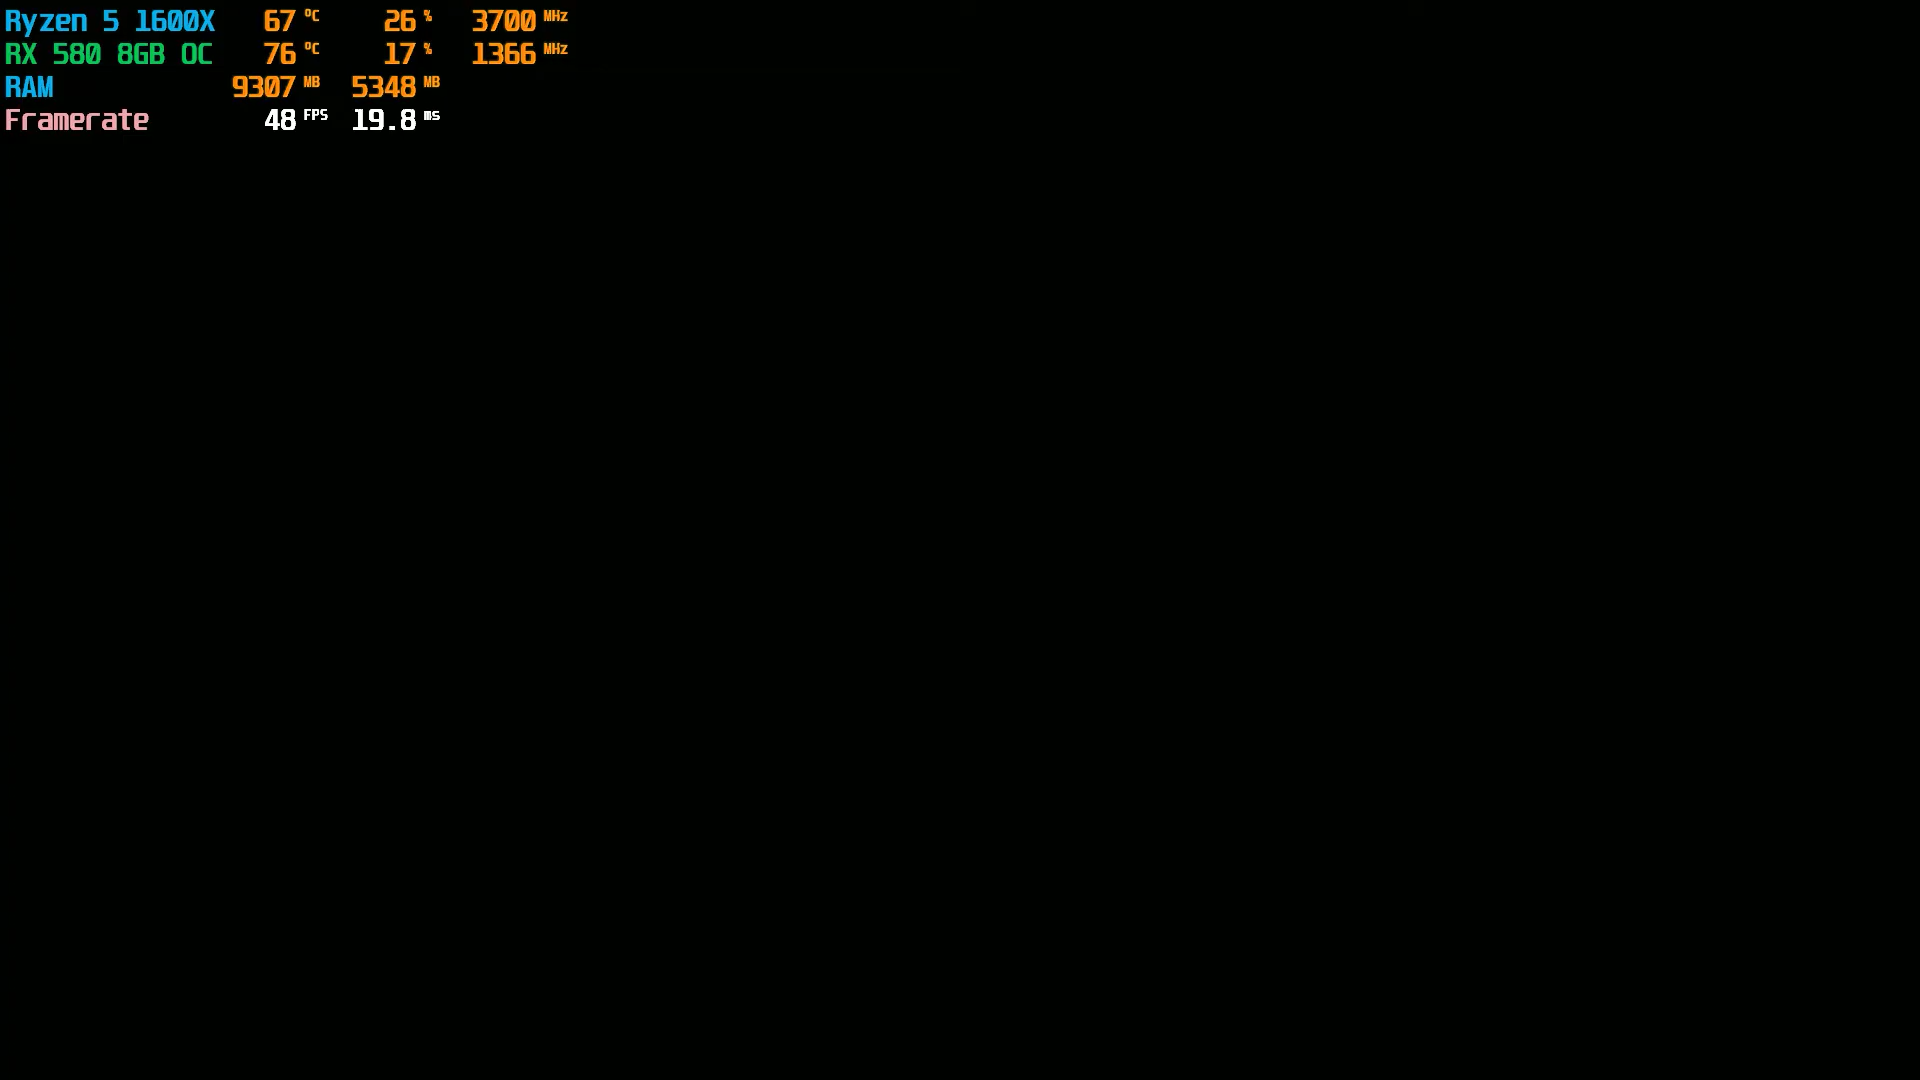 Ryzen 5 1600X 67 °C 26 % 3700 MHz
RX 580 8GB OC 76 °C 17 % 1366 MHz
RAM 9307 MB 5348 MB
Framerate 48 FPS 19.8 ms